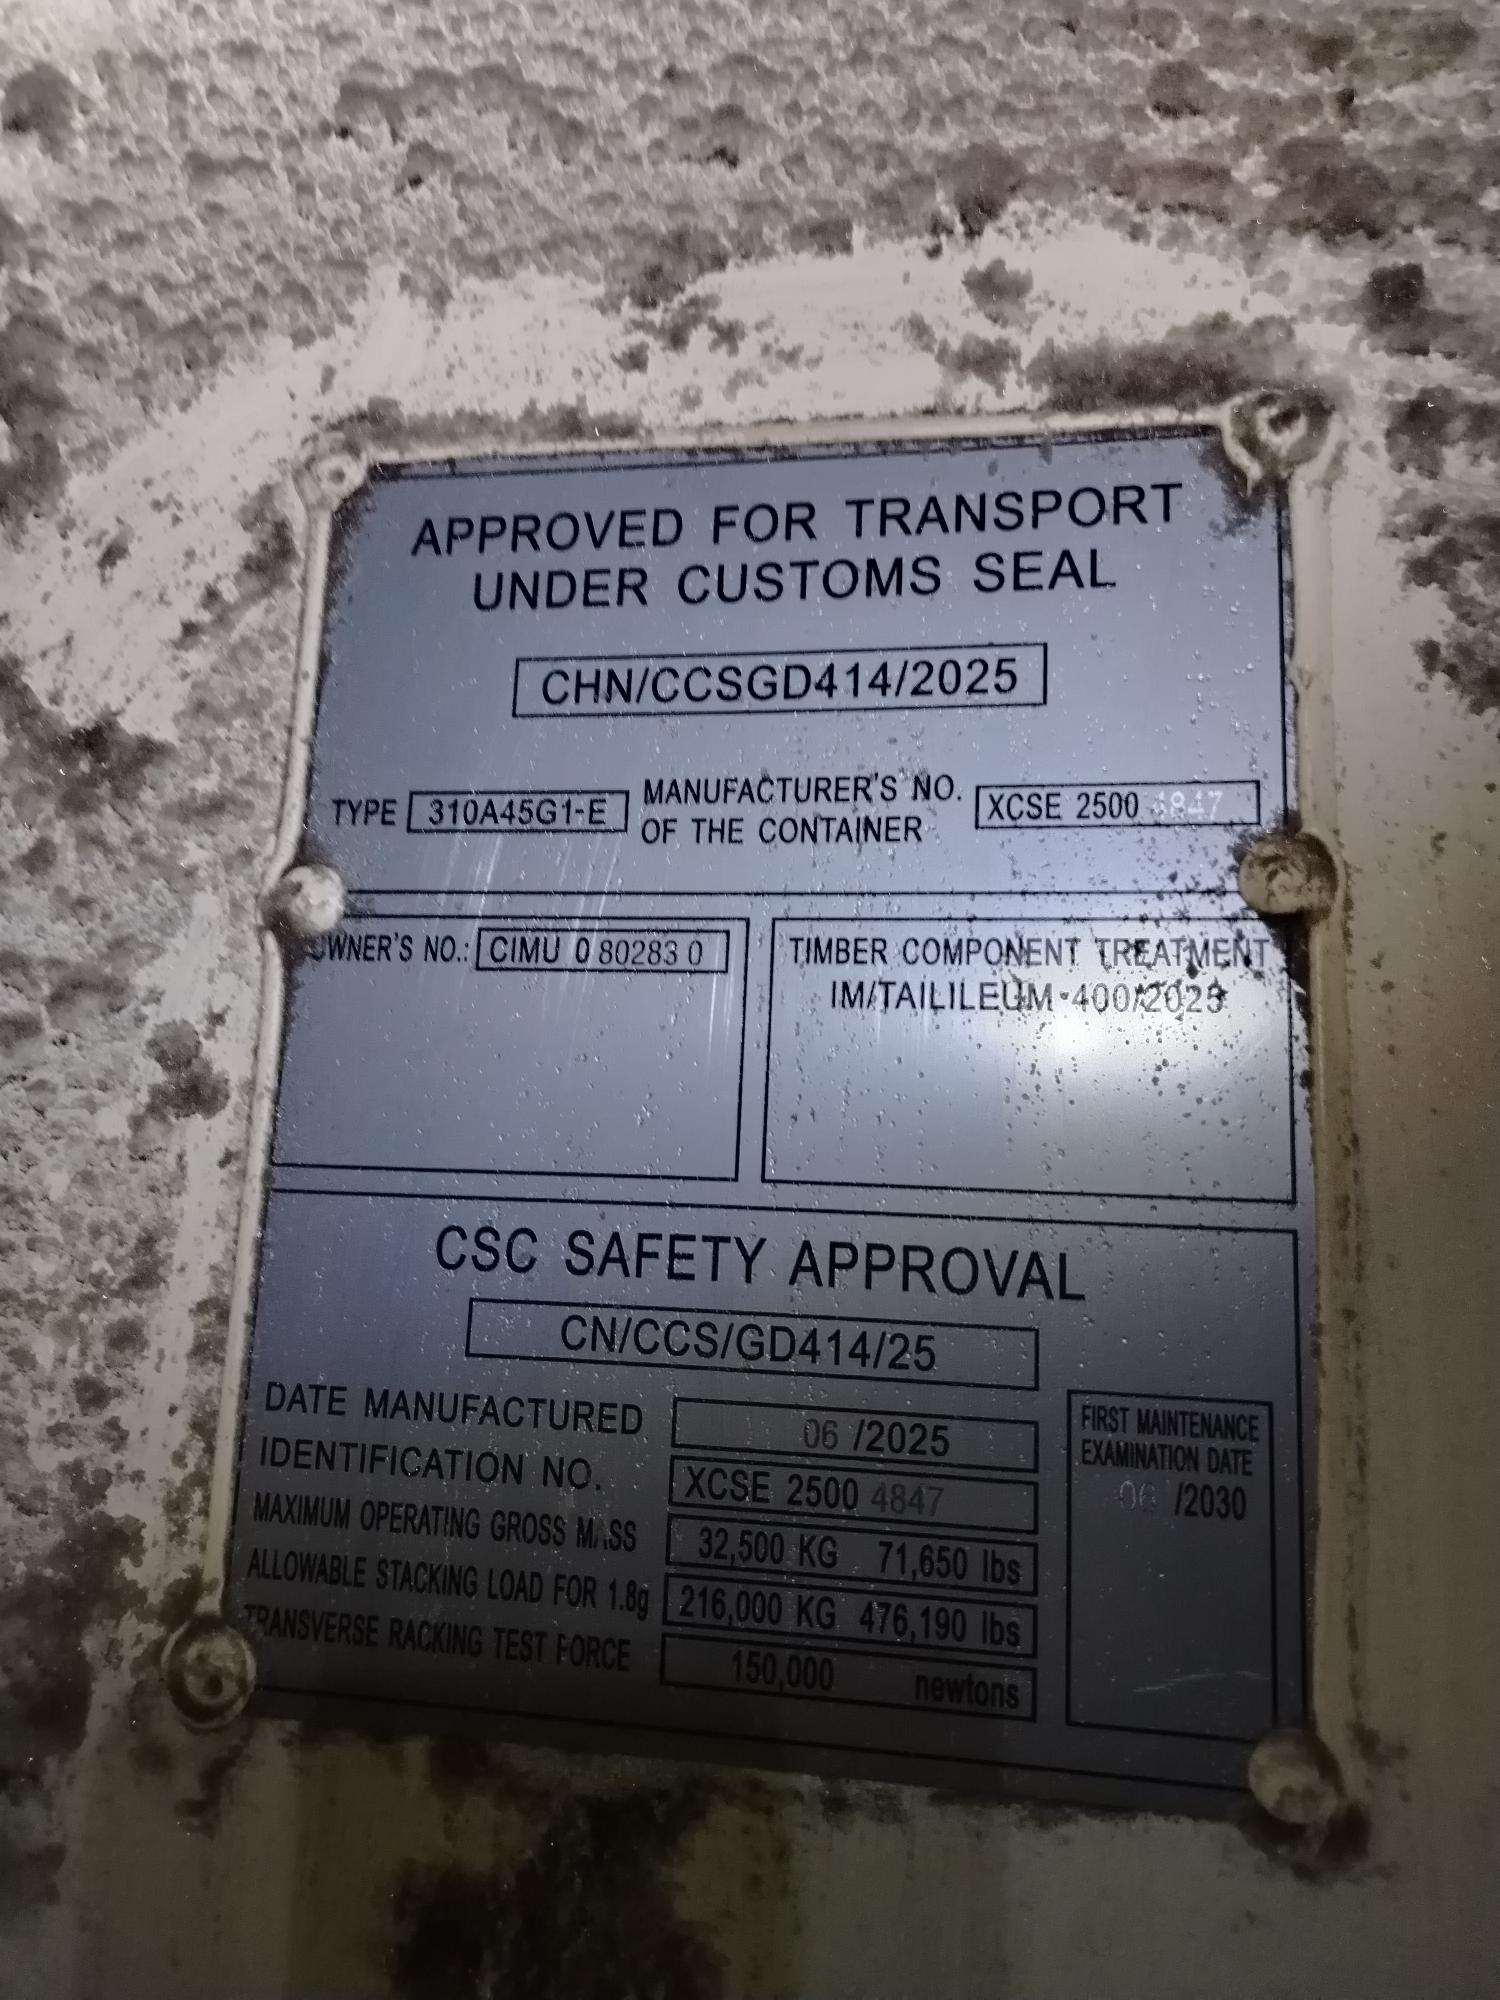 APPROVED FOR TRANSPORT
UNDER CUSTOMS SEAL
CHN/CCSGD414/2025
TYPE 310A45G1-E MANUFACTURER'S NO. OF THE CONTAINER XCSE 2500 4847
OWNER'S NO.: CIMU 0 80283 0
TIMBER COMPONENT TREATMENT
IM/TAILILEUM·400/2023
CSC SAFETY APPROVAL
CN/CCS/GD414/25
DATE MANUFACTURED 06 /2025
IDENTIFICATION NO. XCSE 2500 4847
MAXIMUM OPERATING GROSS MASS 32,500 KG 71,650 lbs
ALLOWABLE STACKING LOAD FOR 1.8g 216,000 KG 476,190 lbs
TRANSVERSE RACKING TEST FORCE 150,000 newtons
FIRST MAINTENANCE
EXAMINATION DATE
06 /2030